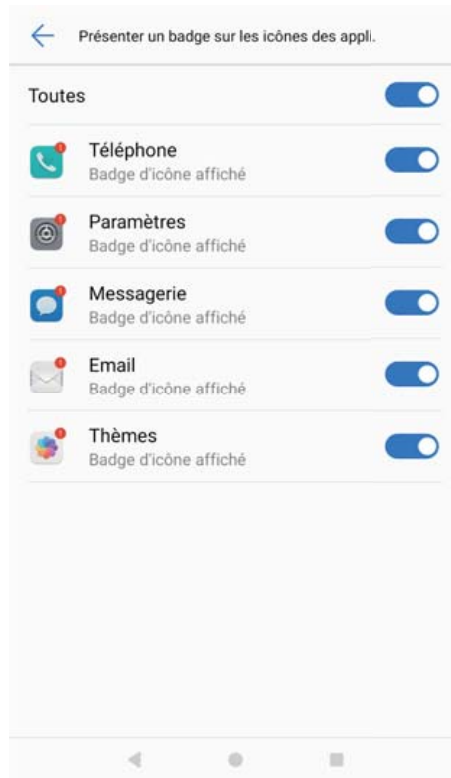 Présenter un badge sur les icônes des appli.
Toutes
Téléphone
Badge d'icône affiché
Paramètres
Badge d'icône affiché
Messagerie
Badge d'icône affiché
Email
Badge d'icône affiché
Thèmes
Badge d'icône affiché